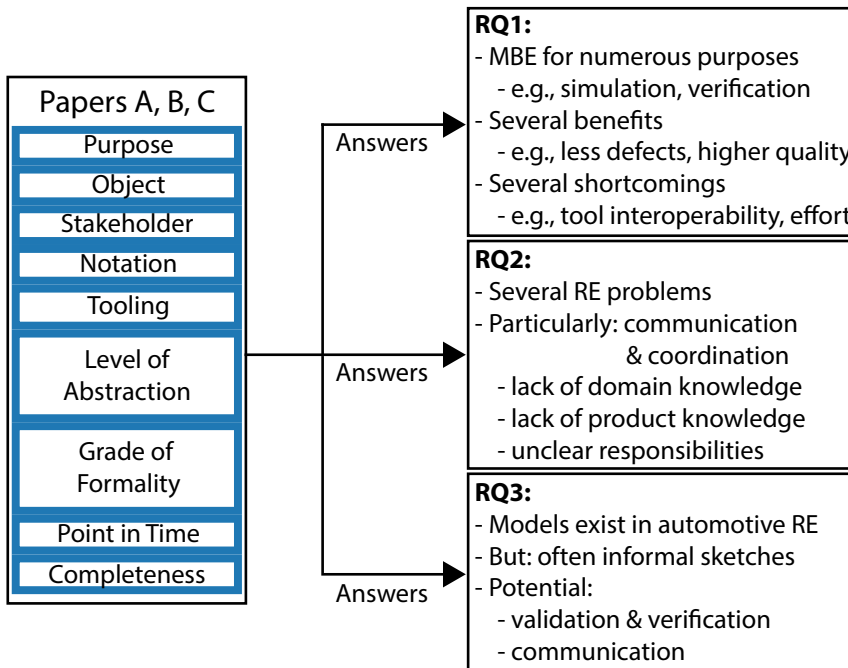 Papers A, B, C
Purpose
Object
Stakeholder
Notation
Tooling
Level of
Abstraction
Grade of
Formality
Point in Time
Completeness
Answers
Answers
Answers
RQ1:
- MBE for numerous purposes
- e.g., simulation, verification
- Several benefits
- e.g., less defects, higher quality
- Several shortcomings
- e.g., tool interoperability, effort
RQ2:
- Several RE problems
- Particularly: communication
& coordination
- lack of domain knowledge
- lack of product knowledge
- unclear responsibilities
RQ3:
- Models exist in automotive RE
- But: often informal sketches
- Potential:
- validation & verification
- communication